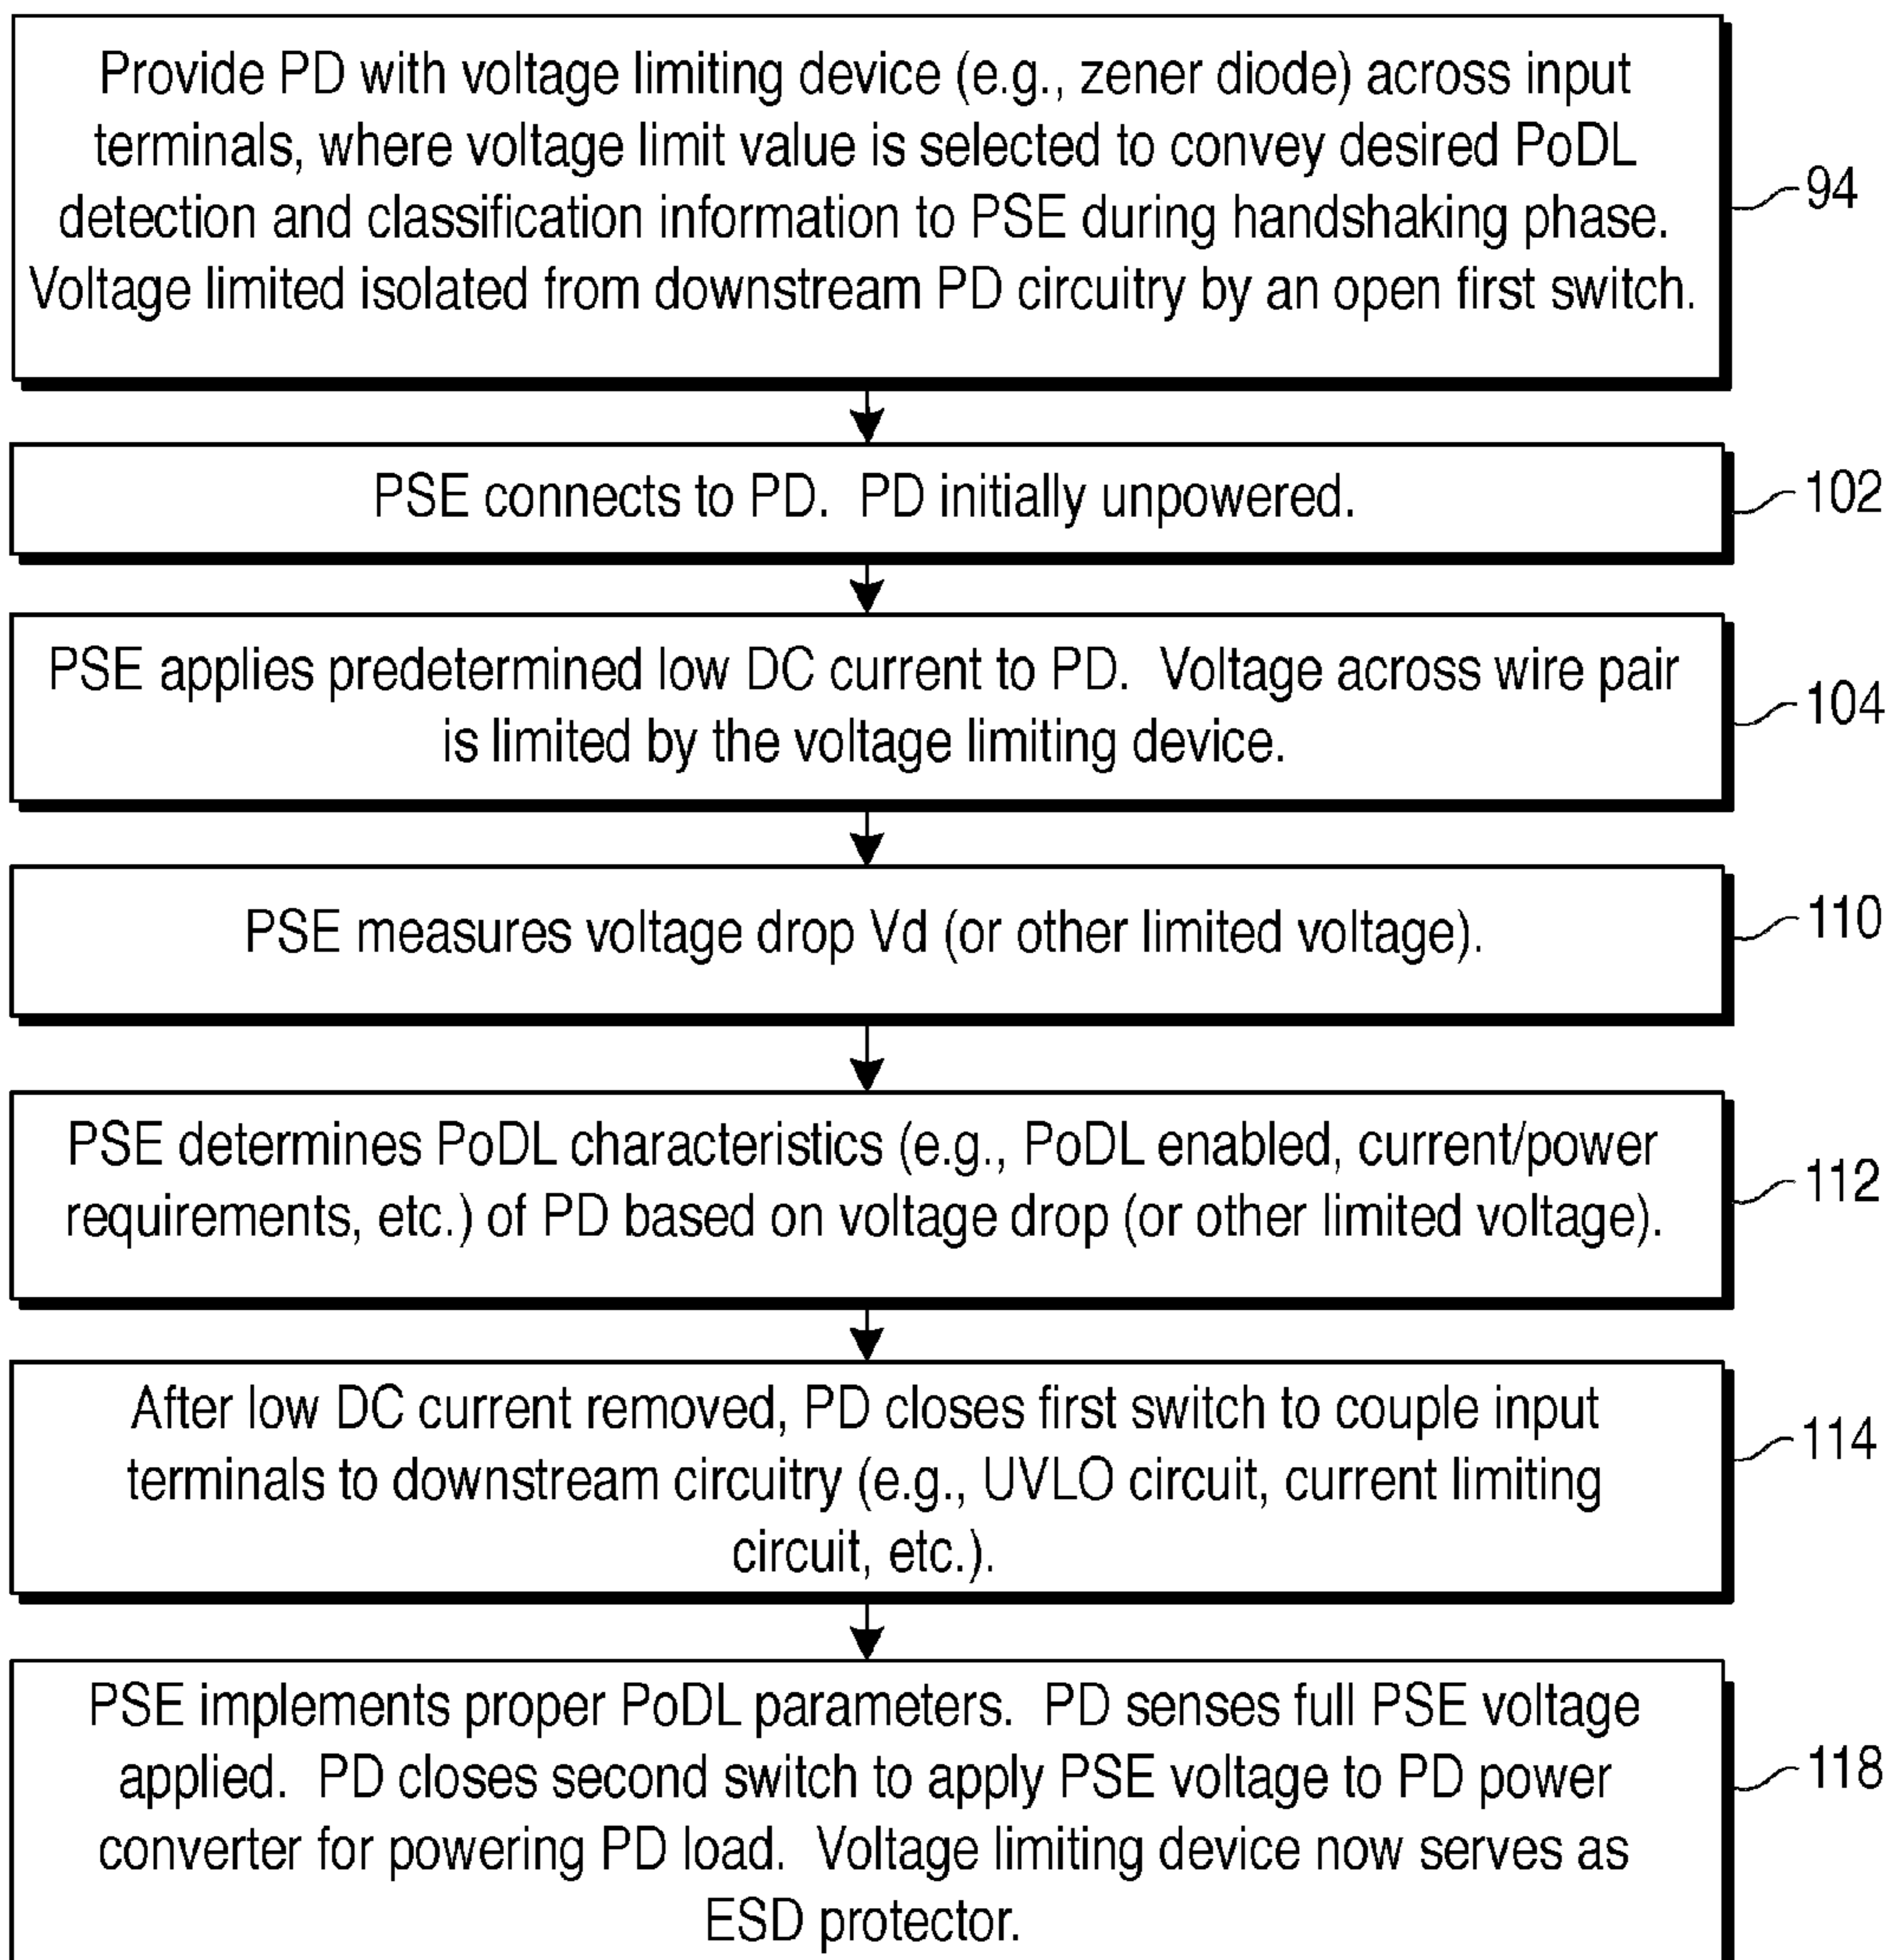 Provide PD with voltage limiting device (e.g., zener diode) across input
terminals, where voltage limit value is selected to convey desired PoDL
detection and classification information to PSE during handshaking phase.
Voltage limited isolated from downstream PD circuitry by an open first switch.
94
PSE connects to PD. PD initially unpowered.
102
PSE applies predetermined low DC current to PD. Voltage across wire pair
is limited by the voltage limiting device.
104
PSE measures voltage drop Vd (or other limited voltage).
110
PSE determines PoDL characteristics (e.g., PoDL enabled, current/power
requirements, etc.) of PD based on voltage drop (or other limited voltage).
112
After low DC current removed, PD closes first switch to couple input
terminals to downstream circuitry (e.g., UVLO circuit, current limiting
circuit, etc.).
114
PSE implements proper PoDL parameters. PD senses full PSE voltage
applied. PD closes second switch to apply PSE voltage to PD power
converter for powering PD load. Voltage limiting device now serves as
ESD protector.
118